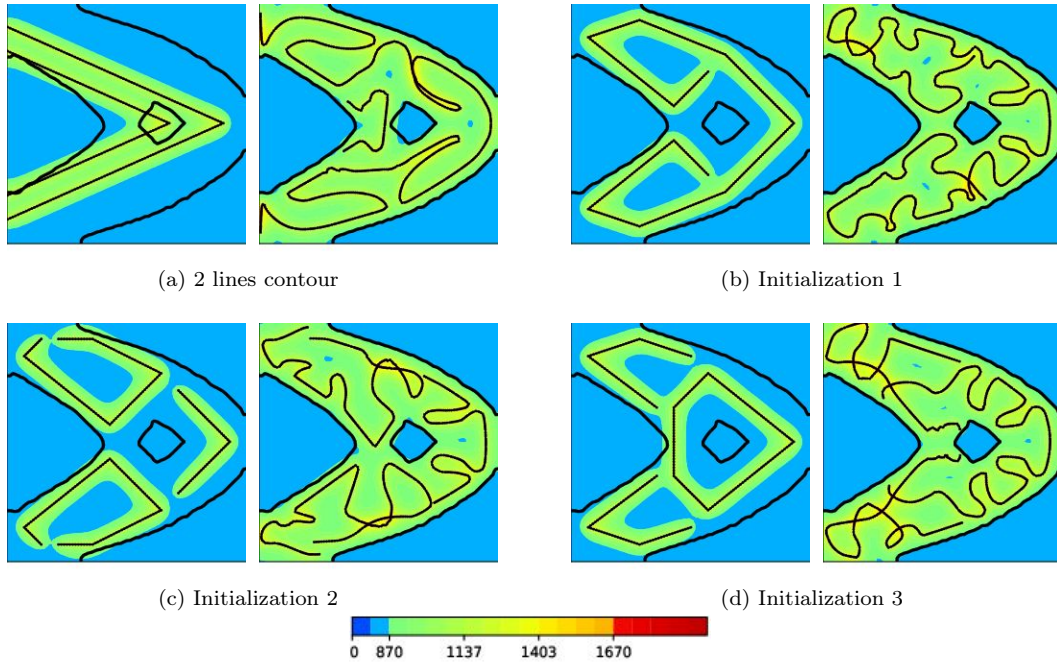 (a) 2 lines contour
(b) Initialization 1
(c) Initialization 2
(d) Initialization 3
0 870 1137 1403 1670